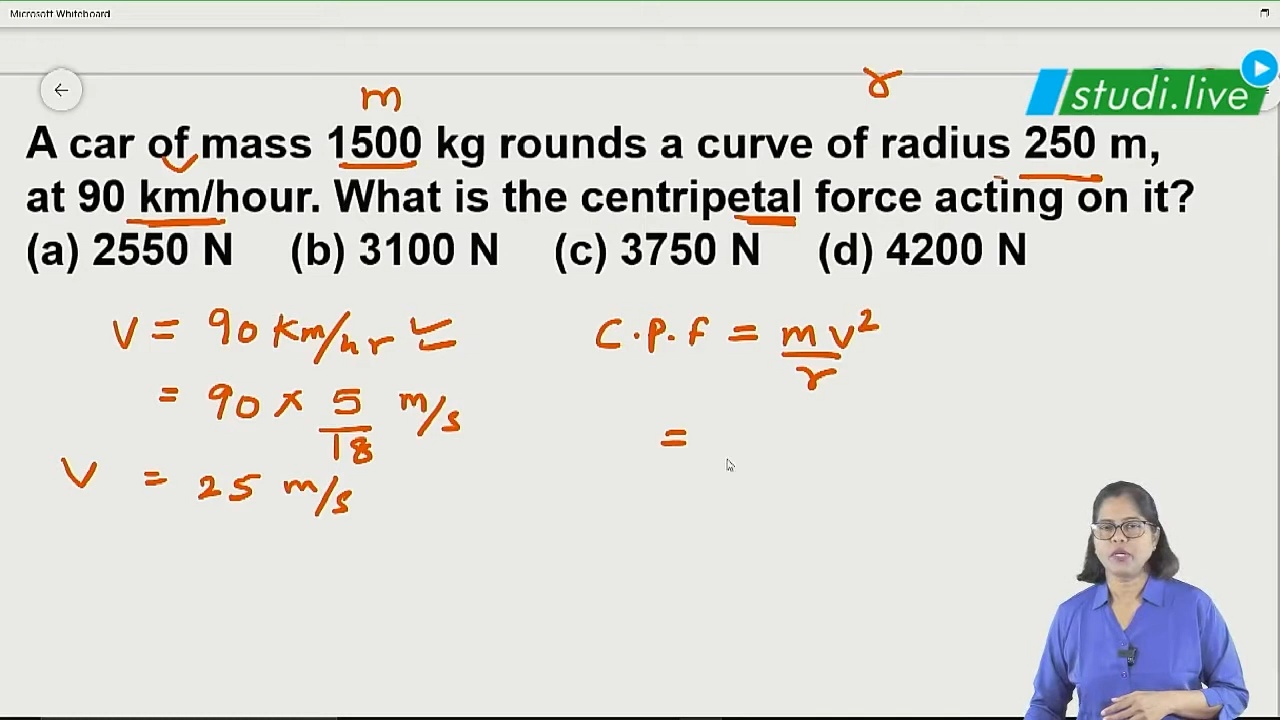 Microsoft Whiteboard
m
r
studi.live
A car of mass 1500 kg rounds a curve of radius 250 m,
at 90 km/hour. What is the centripetal force acting on it?
(a) 2550 N (b) 3100 N (c) 3750 N (d) 4200 N
V = 90 Km/hr
= 90 × 5/18 m/s
V = 25 m/s
C.P.f = mv²/r
=